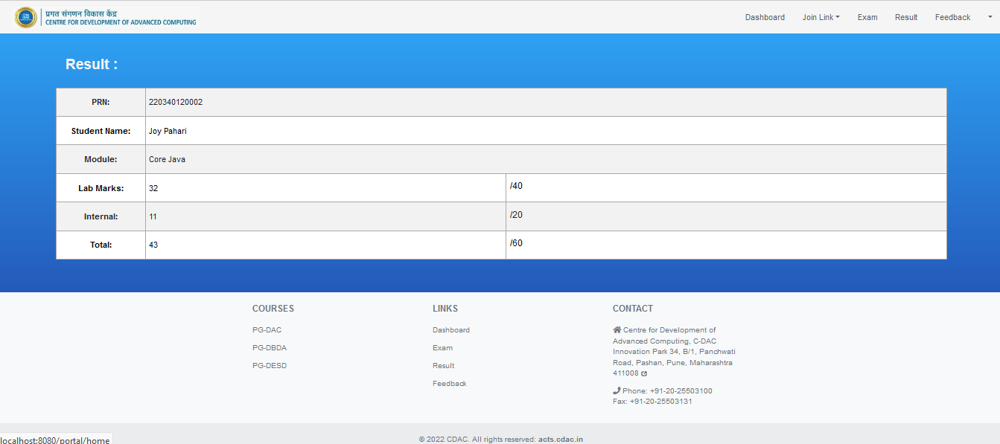 प्रगत संगणन विकास केंद्र
CENTRE FOR DEVELOPMENT OF ADVANCED COMPUTING
Dashboard Join Link Exam Result Feedback
Result :
PRN: 220340120002
Student Name: Joy Pahari
Module: Core Java
Lab Marks: 32 /40
Internal: 11 /20
Total: 43 /60
COURSES
PG-DAC
PG-DBDA
PG-DESD
LINKS
Dashboard
Exam
Result
Feedback
CONTACT
Centre for Development of
Advanced Computing, C-DAC
Innovation Park 34, B/1, Panchwati
Road, Pashan, Pune, Maharashtra
411008
Phone: +91-20-25503100
Fax: +91-20-25503131
© 2022 CDAC. All rights reserved: acts.cdac.in
localhost:8080/portal/home